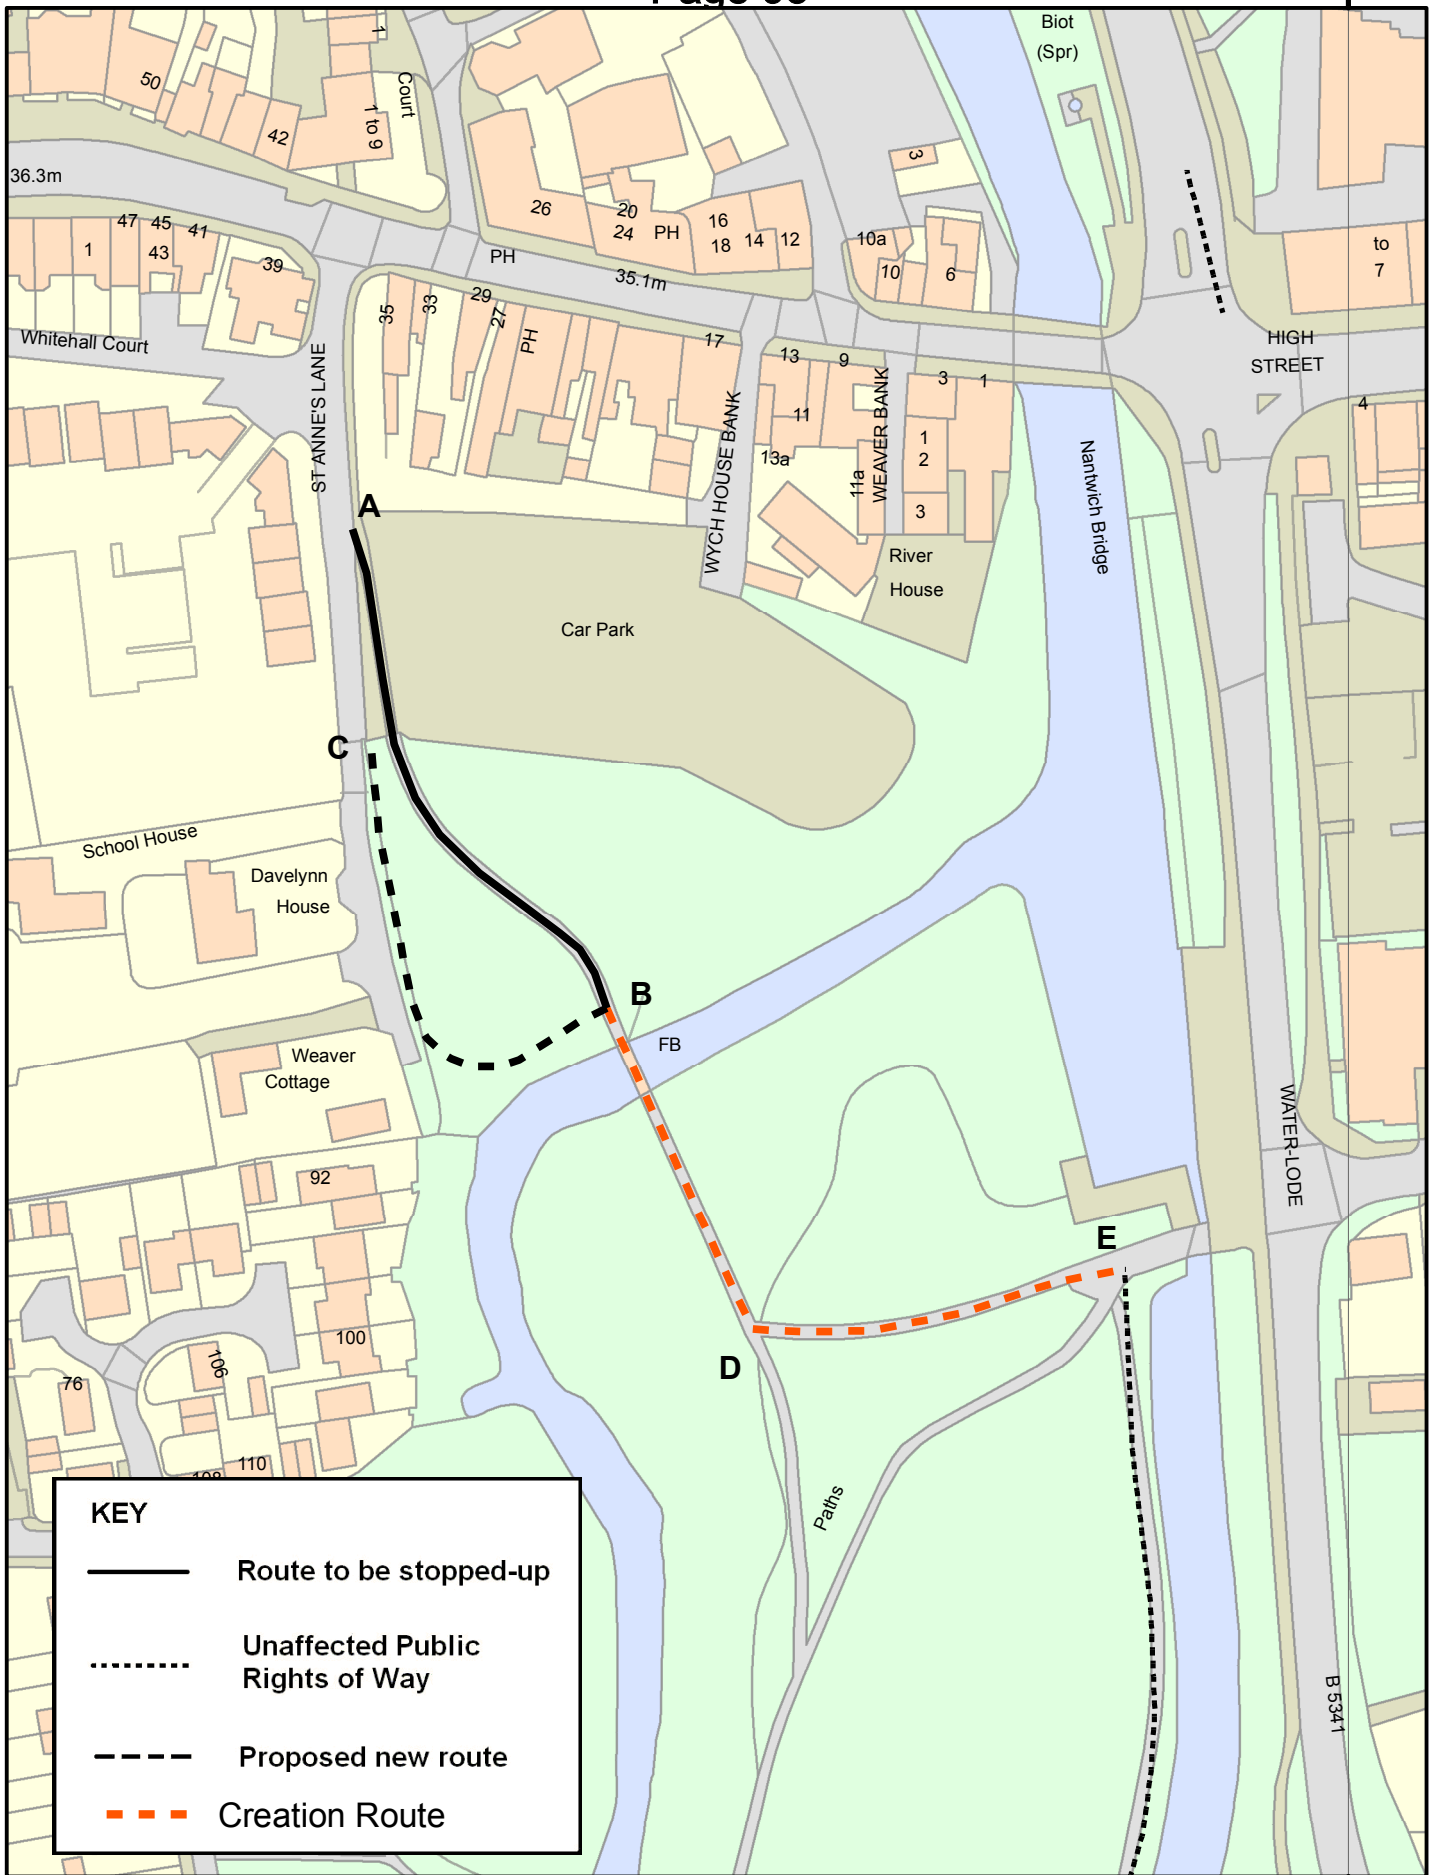 Biot
(Spr)
50
42
1
1 to 9
Court
3
36.3m
47
45
43
41
1
39
26
20
24
PH
16
18
14
12
10a
10
6
to
7
PH
35.1m
35
33
29
27
PH
17
13
9
11
13a
11a
3
1
1
2
3
HIGH
STREET
4
Whitehall Court
ST ANNE'S LANE
WYCH HOUSE BANK
WEAVER BANK
Nantwich Bridge
A
River
House
Car Park
C
School House
Davelynn
House
B
FB
Weaver
Cottage
92
WATER-LODE
E
100
106
76
D
110
Paths
B 5341
KEY
Route to be stopped-up
Unaffected Public
Rights of Way
Proposed new route
Creation Route